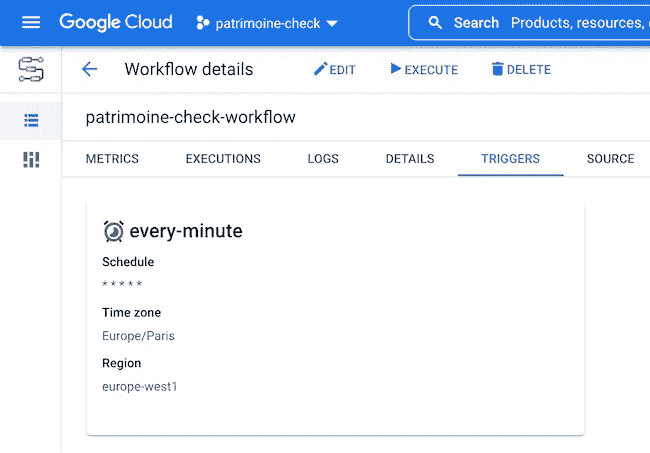 Google Cloud patrimoine-check Search Products, resources,
Workflow details EDIT EXECUTE DELETE
patrimoine-check-workflow
METRICS EXECUTIONS LOGS DETAILS TRIGGERS SOURCE
every-minute
Schedule
* * * * *
Time zone
Europe/Paris
Region
europe-west1